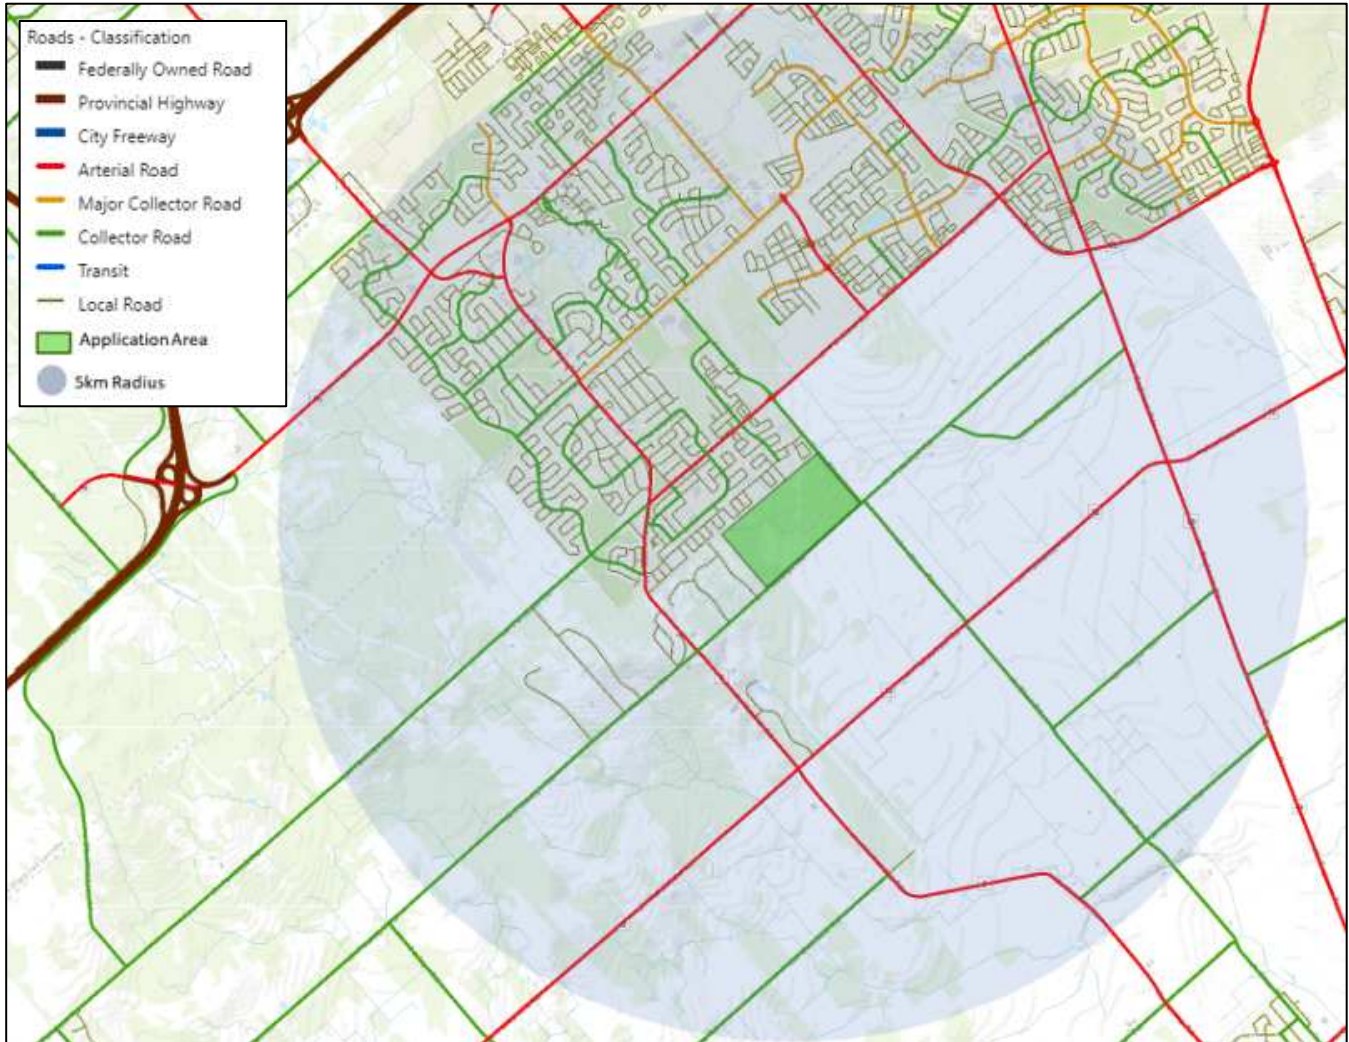 Roads - Classification
Federally Owned Road
Provincial Highway
City Freeway
Arterial Road
Major Collector Road
Collector Road
Transit
Local Road
Application Area
5km Radius